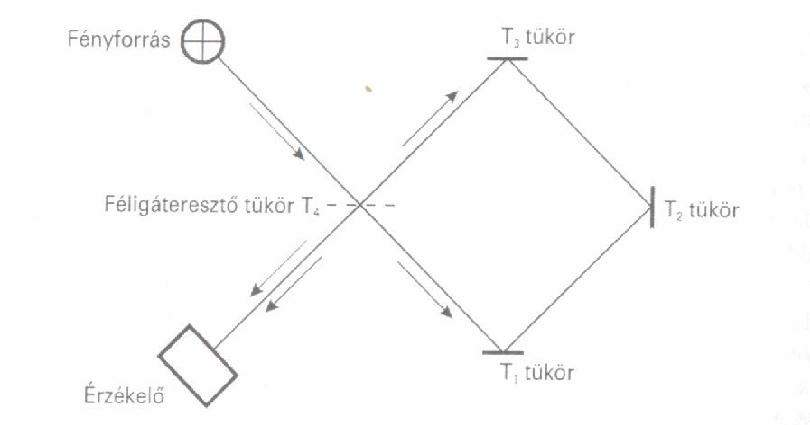 Fényforrás
T₃ tükör
Féligáteresztő tükör T₄
T₂ tükör
T₁ tükör
Érzékelő